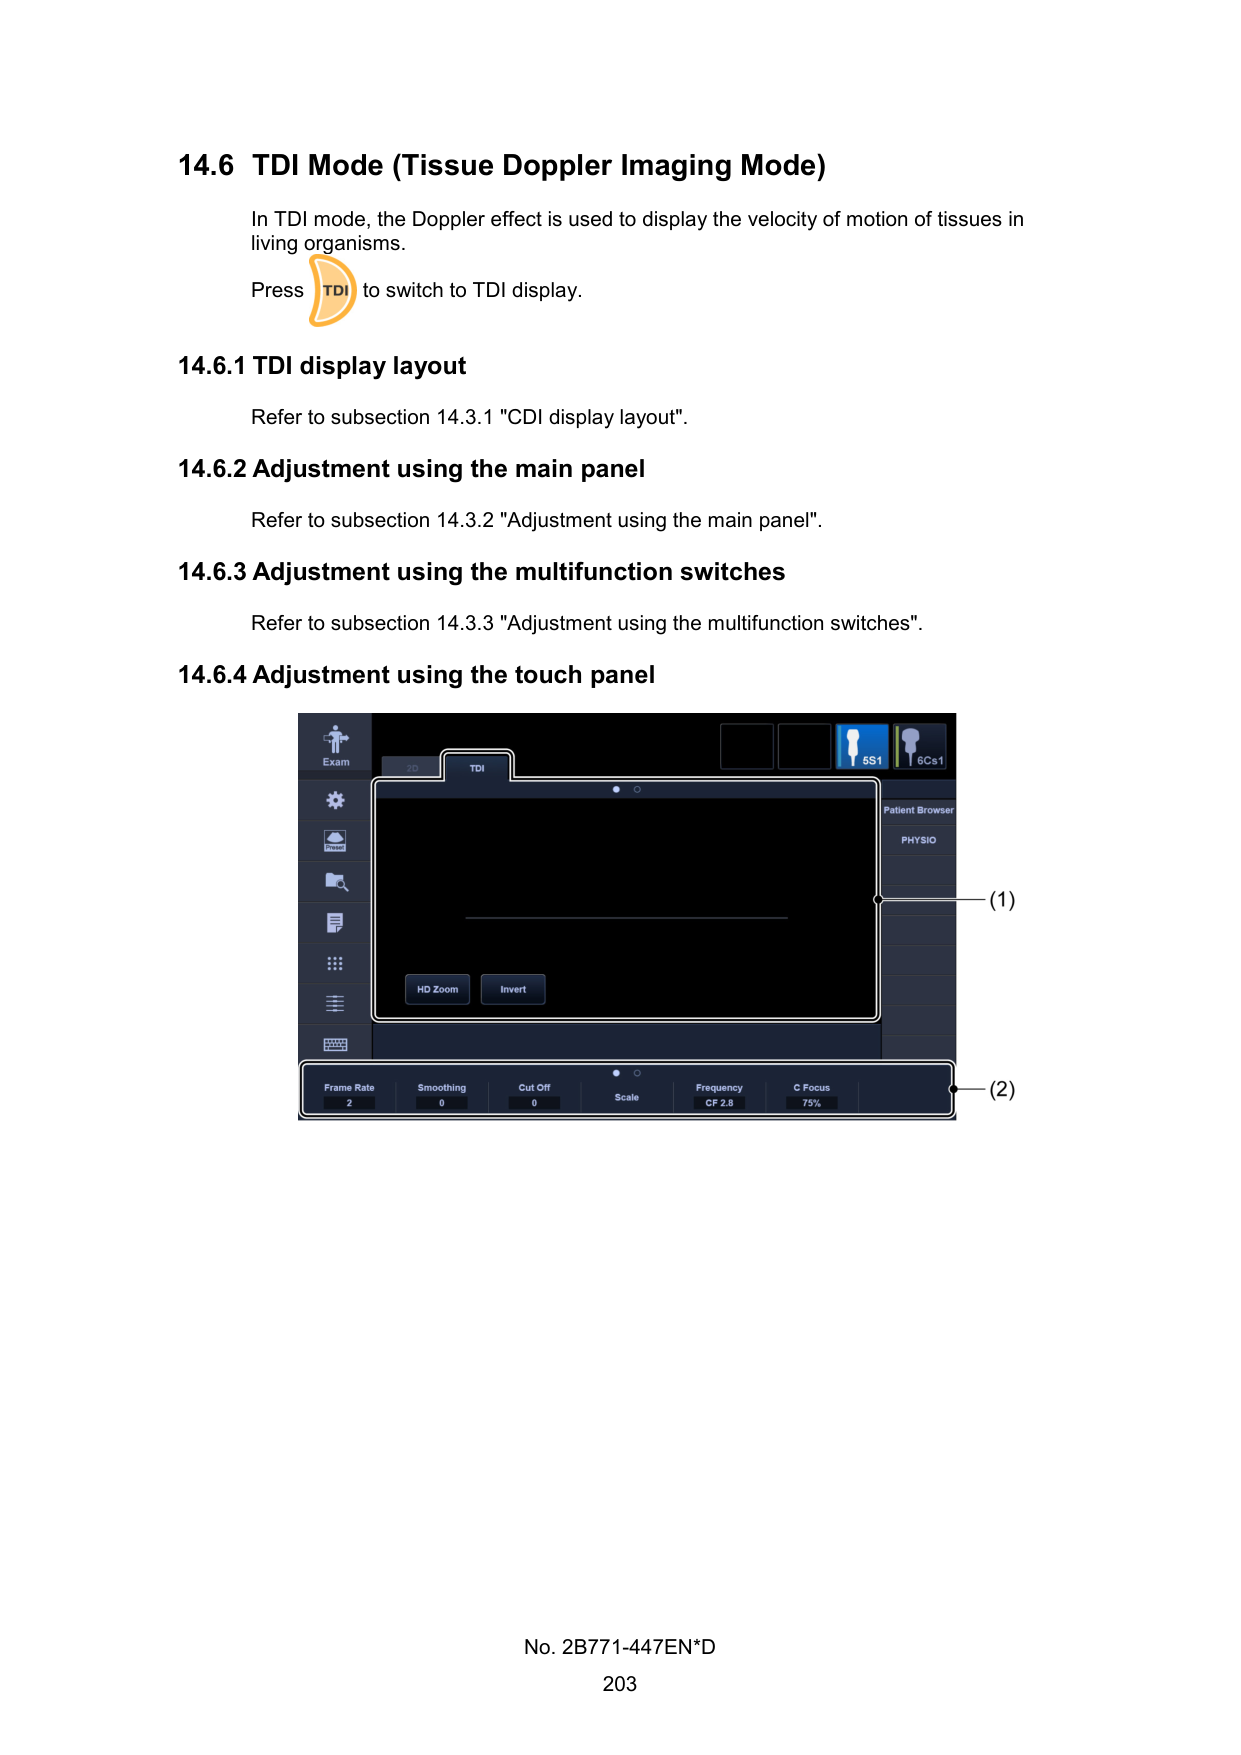 14.6 TDI Mode (Tissue Doppler Imaging Mode)
In TDI mode, the Doppler effect is used to display the velocity of motion of tissues in
living organisms.
Press TDI to switch to TDI display.
14.6.1 TDI display layout
Refer to subsection 14.3.1 "CDI display layout".
14.6.2 Adjustment using the main panel
Refer to subsection 14.3.2 "Adjustment using the main panel".
14.6.3 Adjustment using the multifunction switches
Refer to subsection 14.3.3 "Adjustment using the multifunction switches".
14.6.4 Adjustment using the touch panel
Exam
2D
TDI
5S1
6Cs1
Patient Browser
Preset
PHYSIO
(1)
HD Zoom
Invert
Frame Rate
Smoothing
Cut Off
Scale
Frequency
C Focus
(2)
2
0
0
CF 2.8
75%
No. 2B771-447EN*D
203